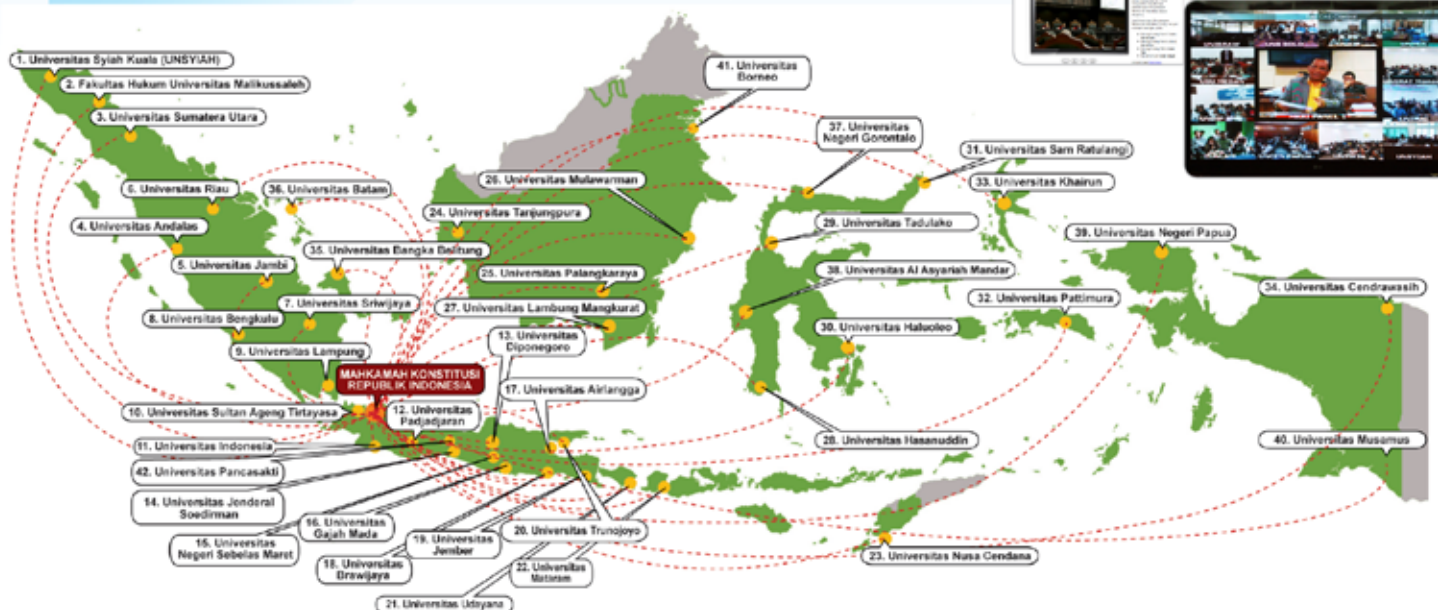 1. Universitas Syiah Kuala (UNSYIAH)
2. Fakultas Hukum Universitas Malikussaleh
3. Universitas Sumatera Utara
6. Universitas Riau
36. Universitas Batam
4. Universitas Andalas
5. Universitas Jambi
35. Universitas Bangka Belitung
7. Universitas Sriwijaya
8. Universitas Bengkulu
9. Universitas Lampung
MAHKAMAH KONSTITUSI
REPUBLIK INDONESIA
10. Universitas Sultan Ageng Tirtayasa
12. Universitas
Padjadjaran
11. Universitas Indonesia
42. Universitas Pancasakti
14. Universitas Jenderal
Soedirman
15. Universitas
Negeri Sebelas Maret
16. Universitas
Gajah Mada
18. Universitas
Brawijaya
19. Universitas
Jember
20. Universitas Trunojoyo
21. Universitas Udayana
22. Universitas
Mataram
13. Universitas
Diponegoro
17. Universitas Airlangga
41. Universitas
Borneo
26. Universitas Mulawarman
24. Universitas Tanjungpura
25. Universitas Palangkaraya
27. Universitas Lambung Mangkurat
37. Universitas
Negeri Gorontalo
31. Universitas Sam Ratulangi
33. Universitas Khairun
29. Universitas Tadulako
38. Universitas Al Asyariah Mandar
30. Universitas Haluoleo
28. Universitas Hasanuddin
32. Universitas Pattimura
39. Universitas Negeri Papua
34. Universitas Cendrawasih
40. Universitas Musamus
23. Universitas Nusa Cendana